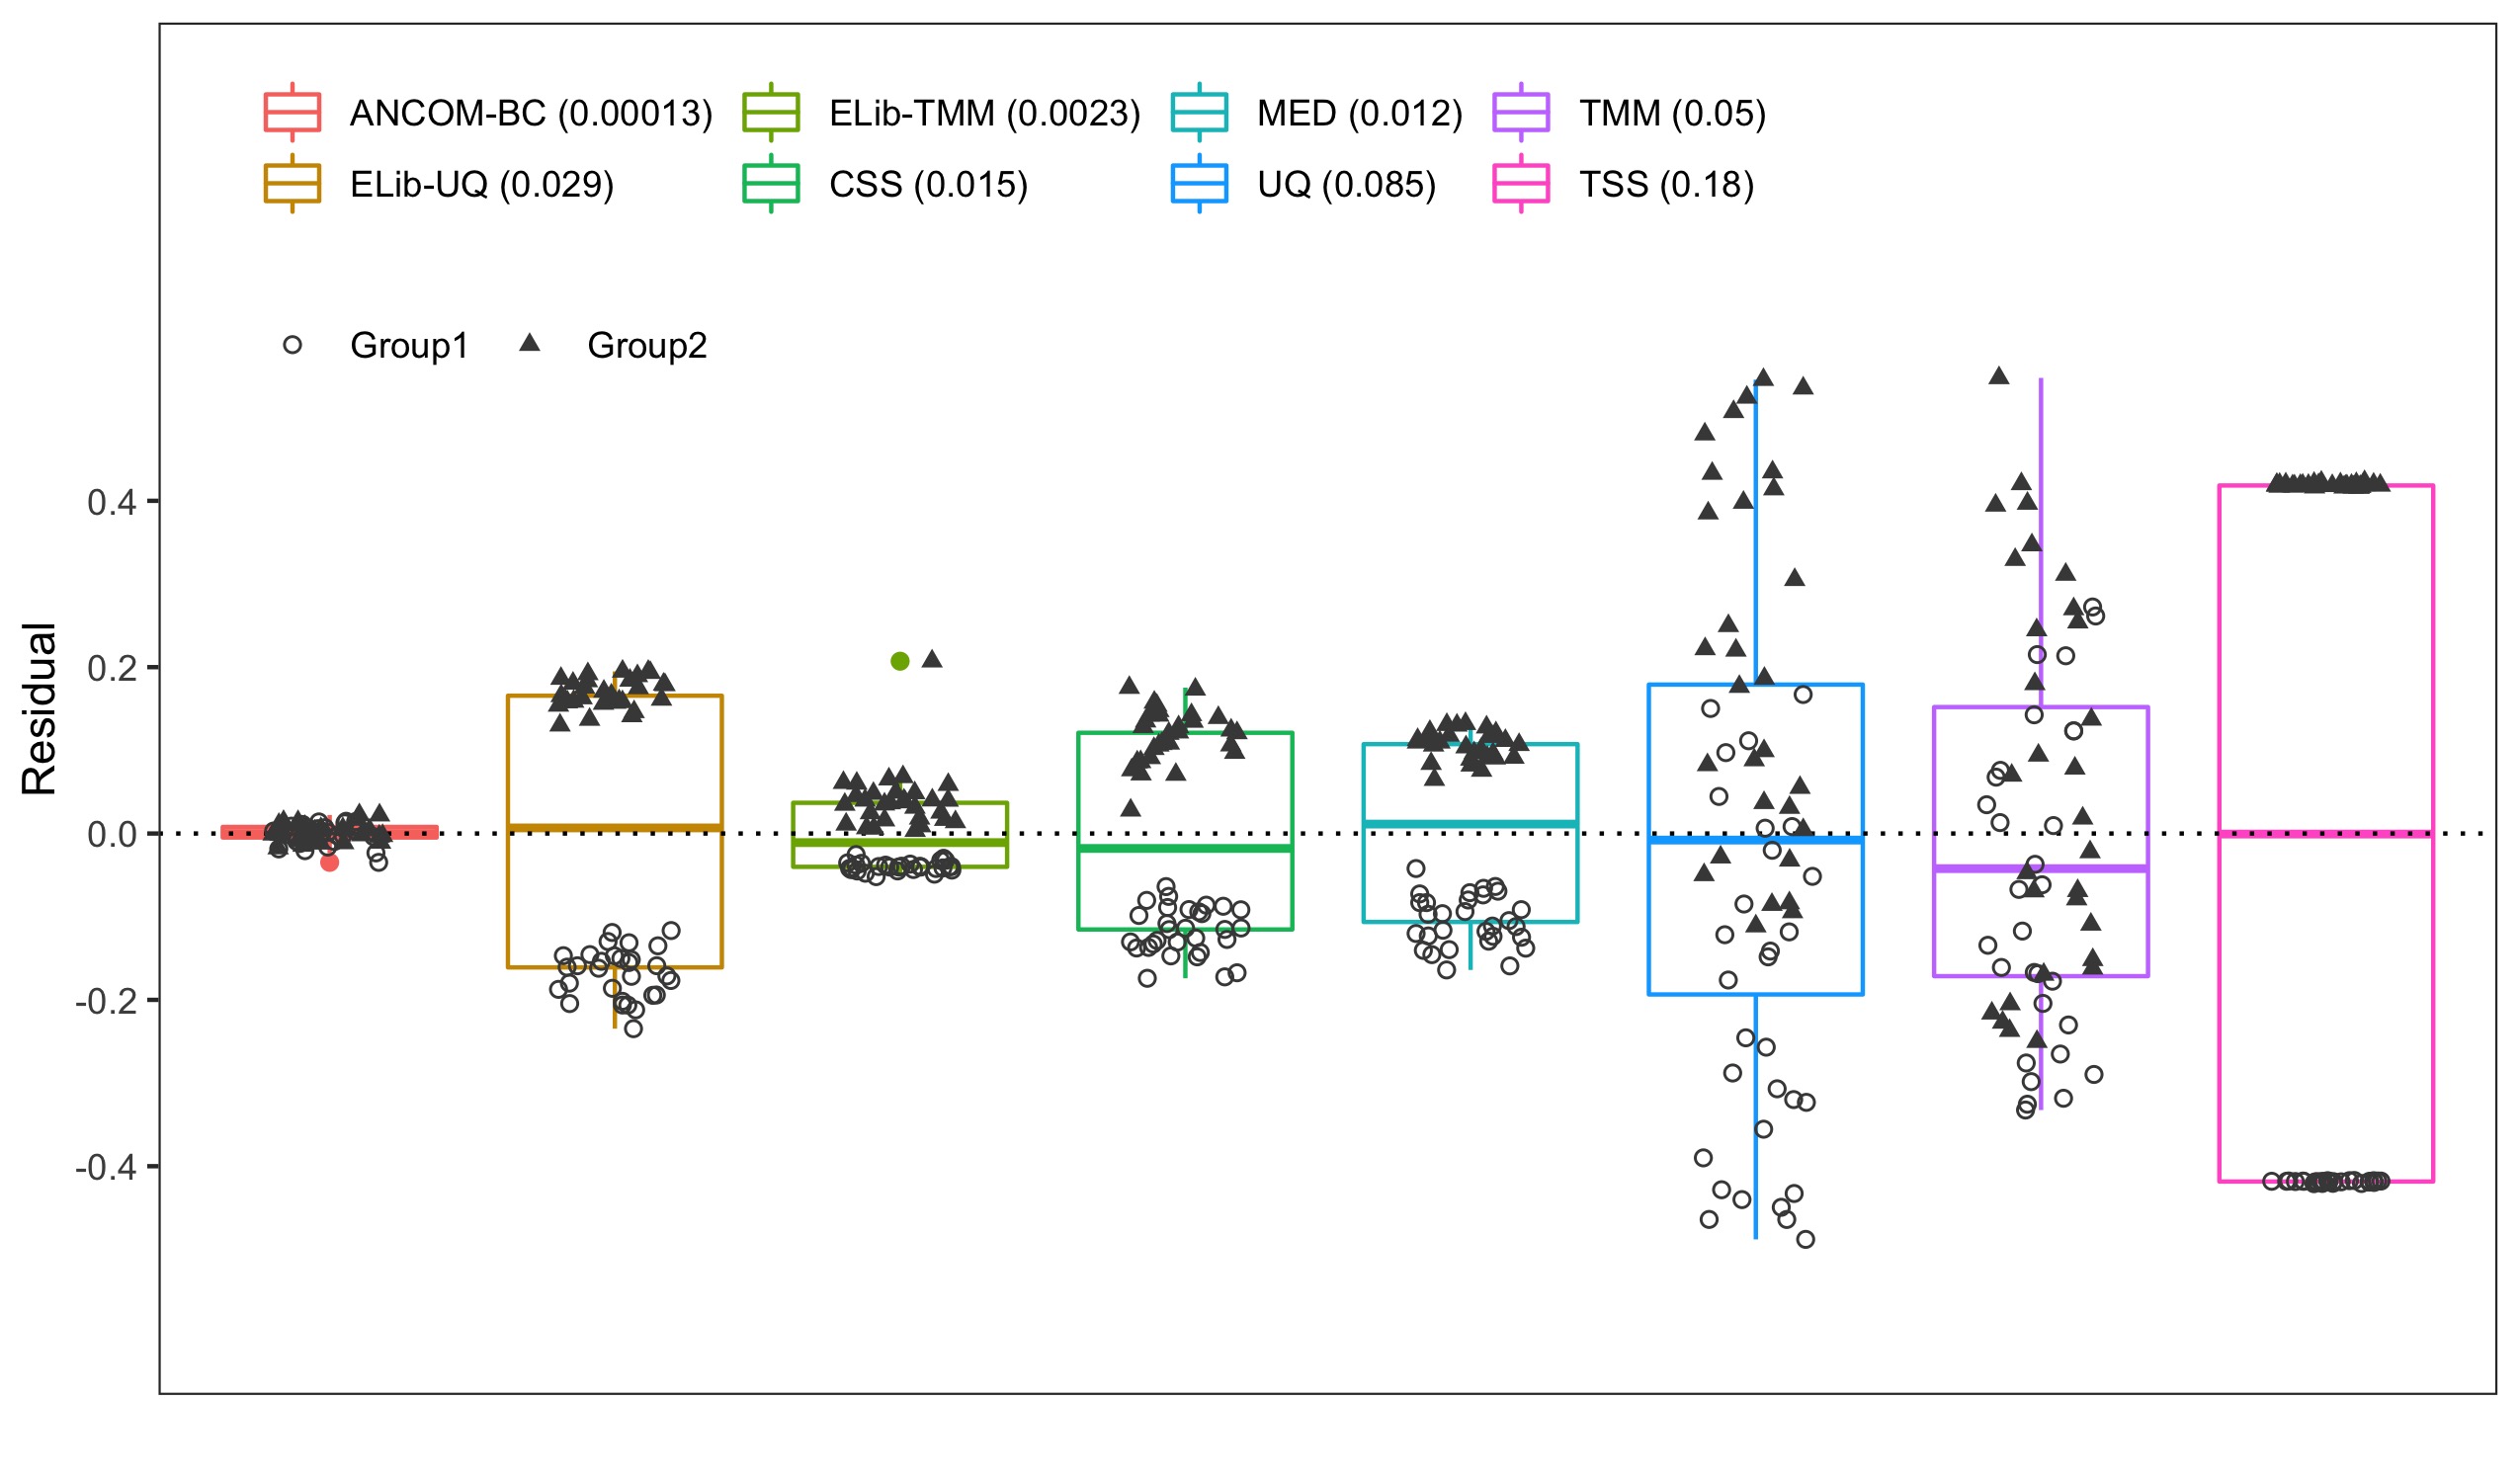 ANCOM-BC (0.00013) ELib-TMM (0.0023) MED (0.012) TMM (0.05)
ELib-UQ (0.029) CSS (0.015) UQ (0.085) TSS (0.18)
Group1 Group2
Residual
0.4
0.2
0.0
-0.2
-0.4